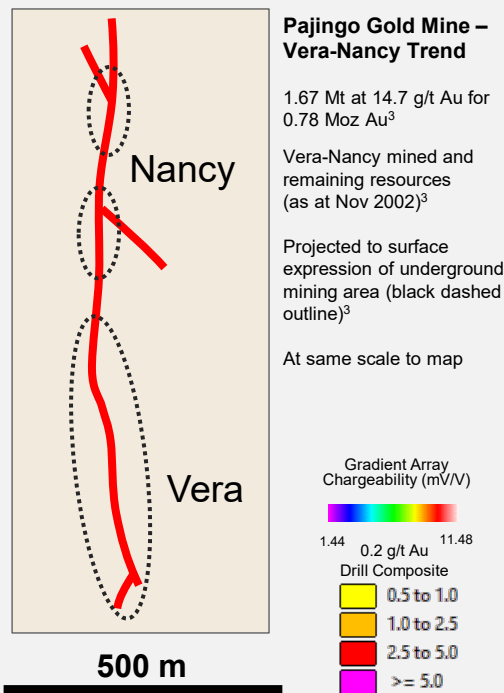 Pajingo Gold Mine –
Vera-Nancy Trend
1.67 Mt at 14.7 g/t Au for
0.78 Moz Au³
Vera-Nancy mined and
remaining resources
(as at Nov 2002)³
Projected to surface
expression of underground
mining area (black dashed
outline)³
At same scale to map
Nancy
Vera
500 m
Gradient Array
Chargeability (mV/V)
1.44
11.48
0.2 g/t Au
Drill Composite
0.5 to 1.0
1.0 to 2.5
2.5 to 5.0
>= 5.0